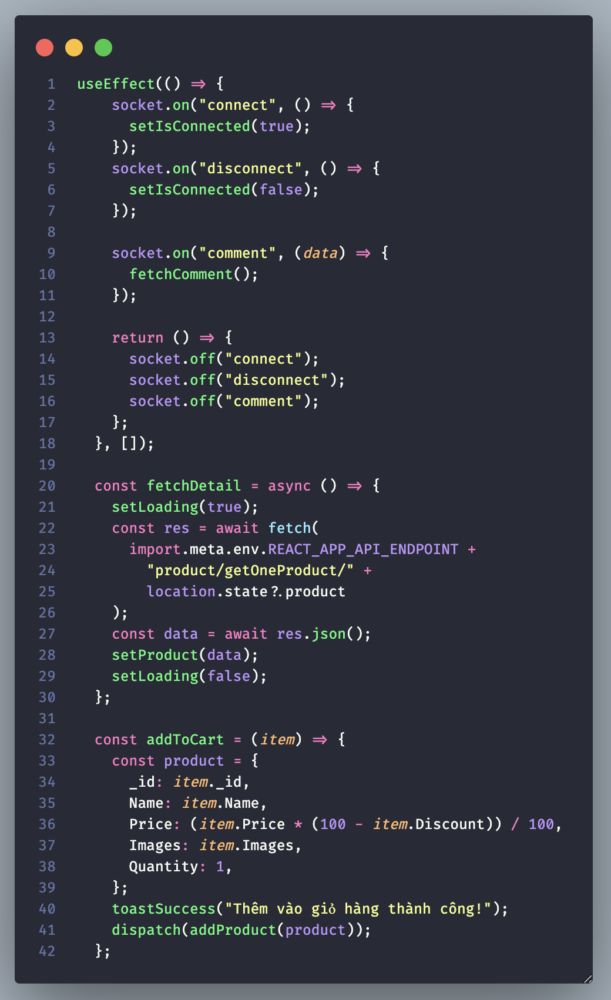 1 useEffect(() => {
2 socket.on("connect", () => {
3 setIsConnected(true);
4 });
5 socket.on("disconnect", () => {
6 setIsConnected(false);
7 });
8
9 socket.on("comment", (data) => {
10 fetchComment();
11 });
12
13 return () => {
14 socket.off("connect");
15 socket.off("disconnect");
16 socket.off("comment");
17 };
18 }, []);
19
20 const fetchDetail = async () => {
21 setLoading(true);
22 const res = await fetch(
23 import.meta.env.REACT_APP_API_ENDPOINT +
24 "product/getOneProduct/" +
25 location.state?.product
26 );
27 const data = await res.json();
28 setProduct(data);
29 setLoading(false);
30 };
31
32 const addToCart = (item) => {
33 const product = {
34 _id: item._id,
35 Name: item.Name,
36 Price: (item.Price * (100 - item.Discount)) / 100,
37 Images: item.Images,
38 Quantity: 1,
39 };
40 toastSuccess("Thêm vào giỏ hàng thành công!");
41 dispatch(addProduct(product));
42 };